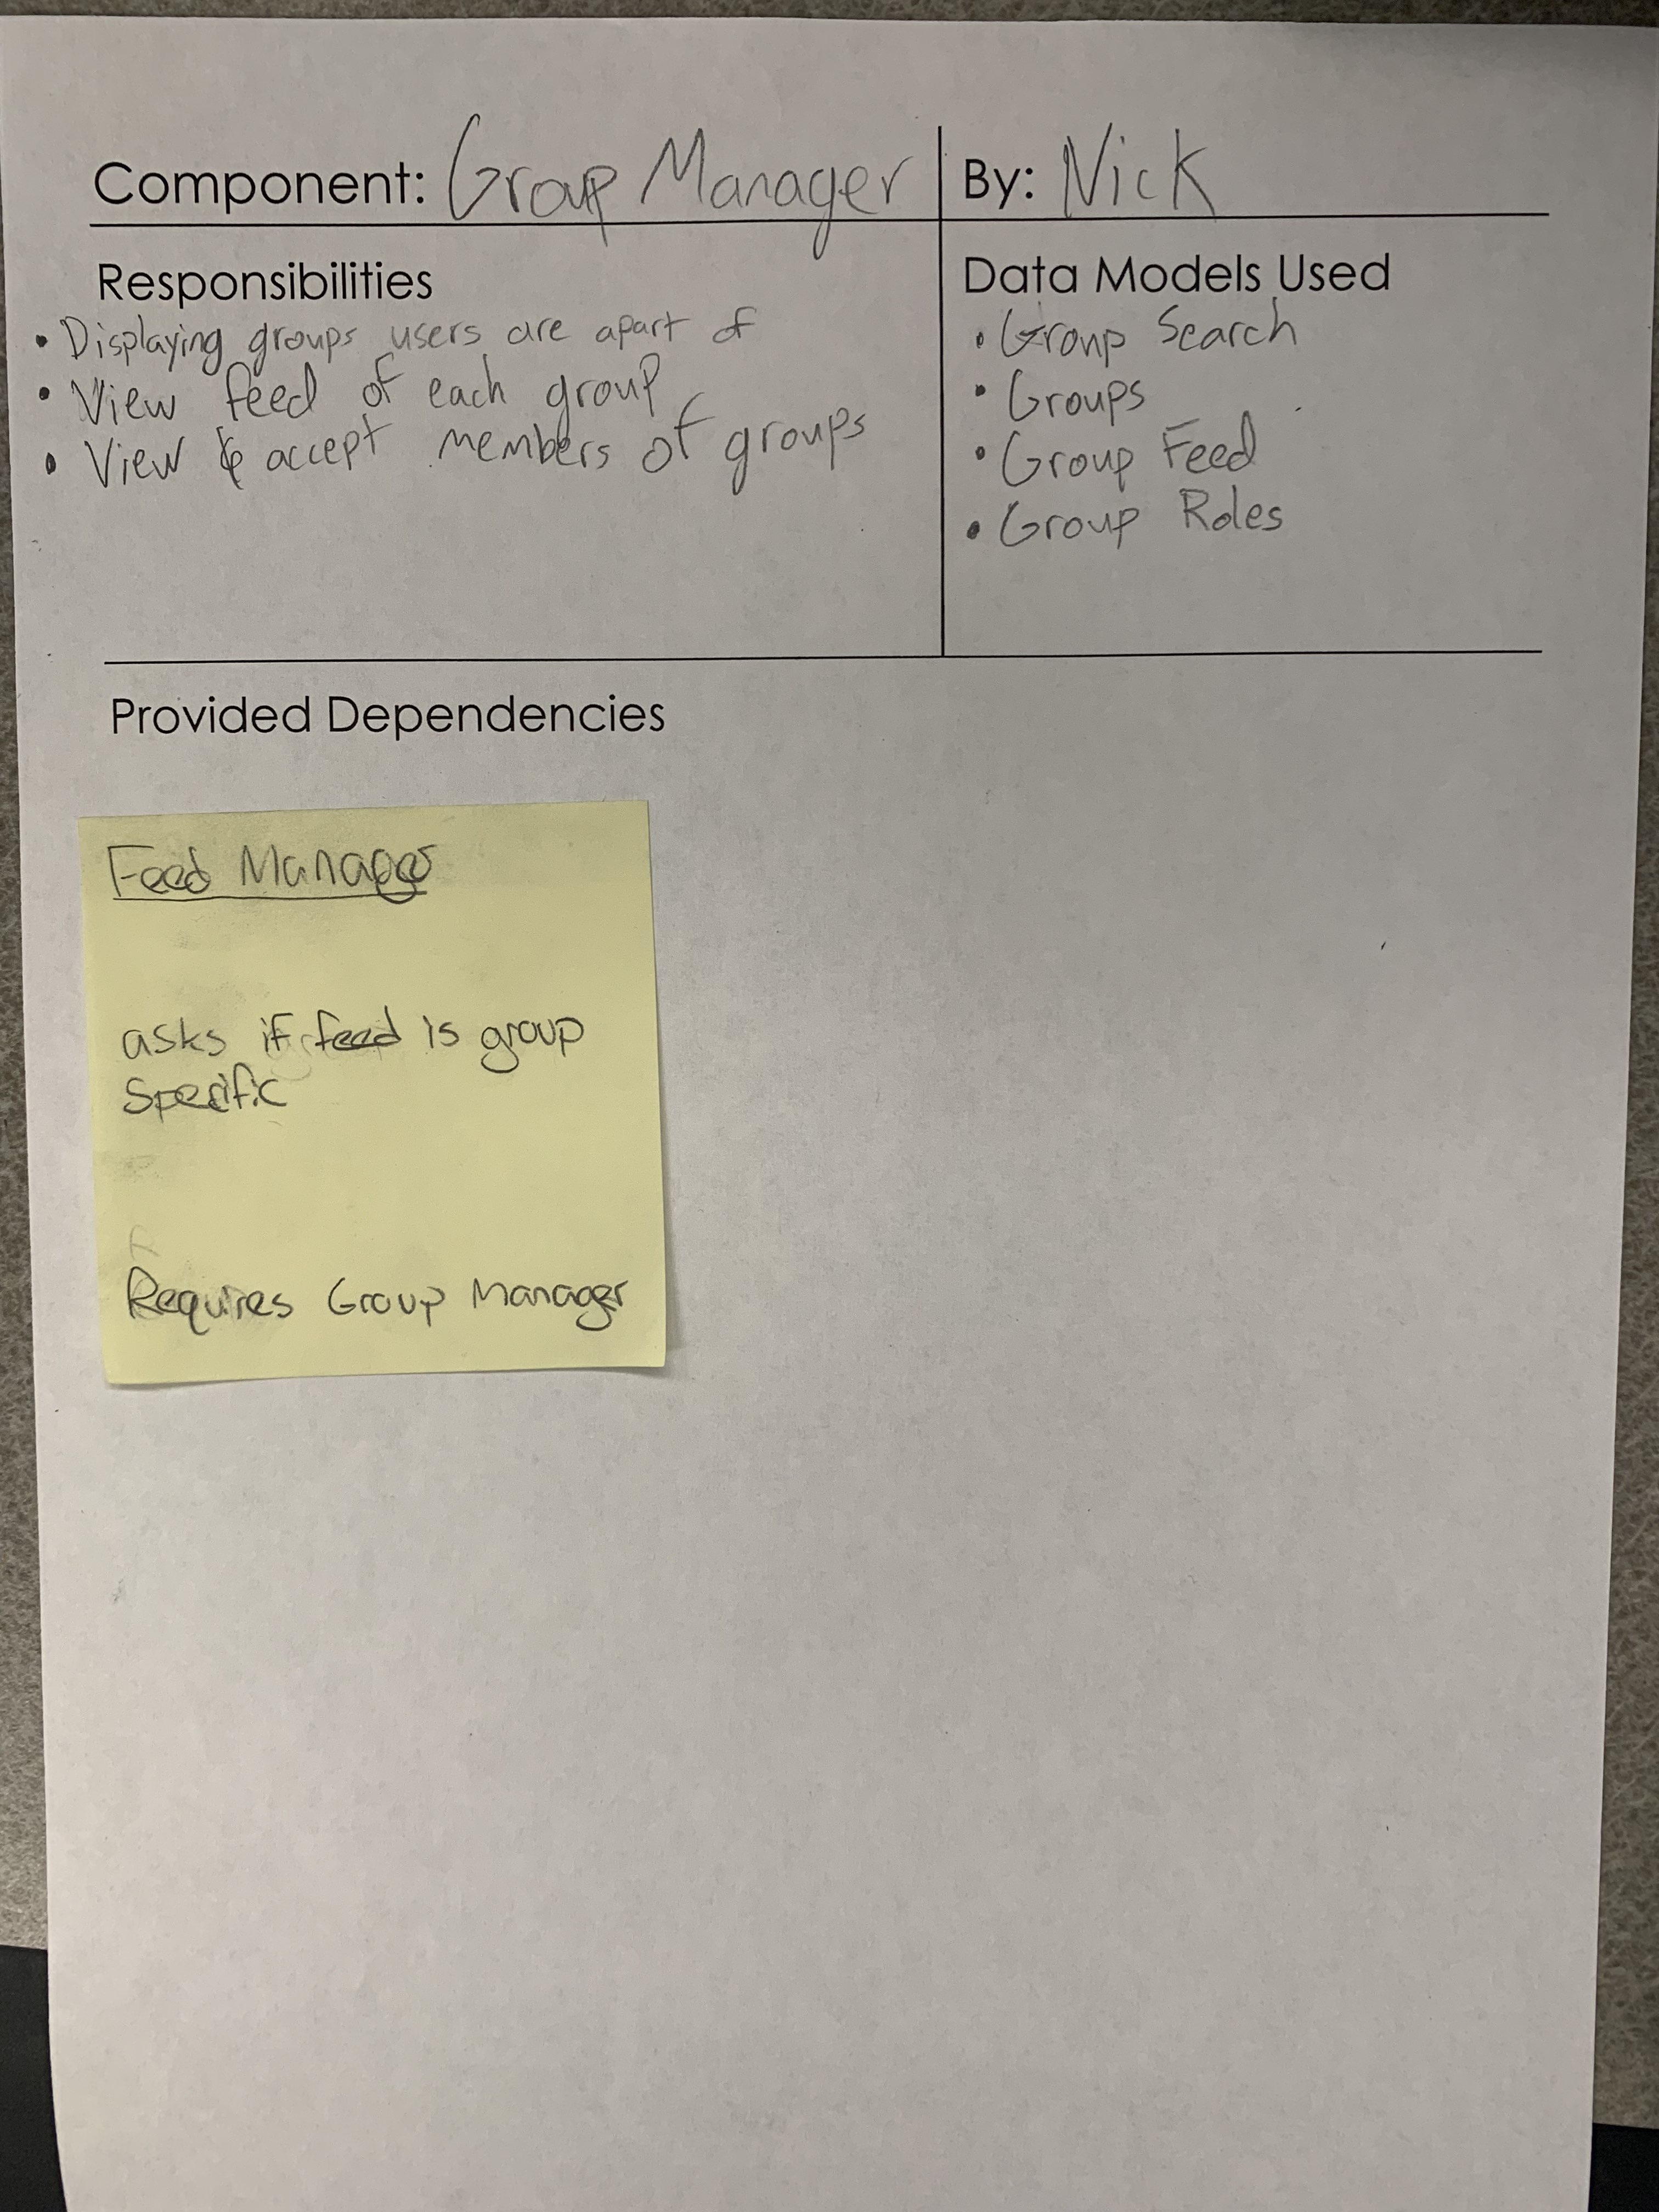 Component: Group Manager
By: Nick
Responsibilities
• Displaying groups users are apart of
• View feed of each group
• View & accept members of groups
Data Models Used
• Group Search
• Groups
• Group Feed
• Group Roles
Provided Dependencies
Feed Manager
asks if feed is group
Specific
Requires Group Manager